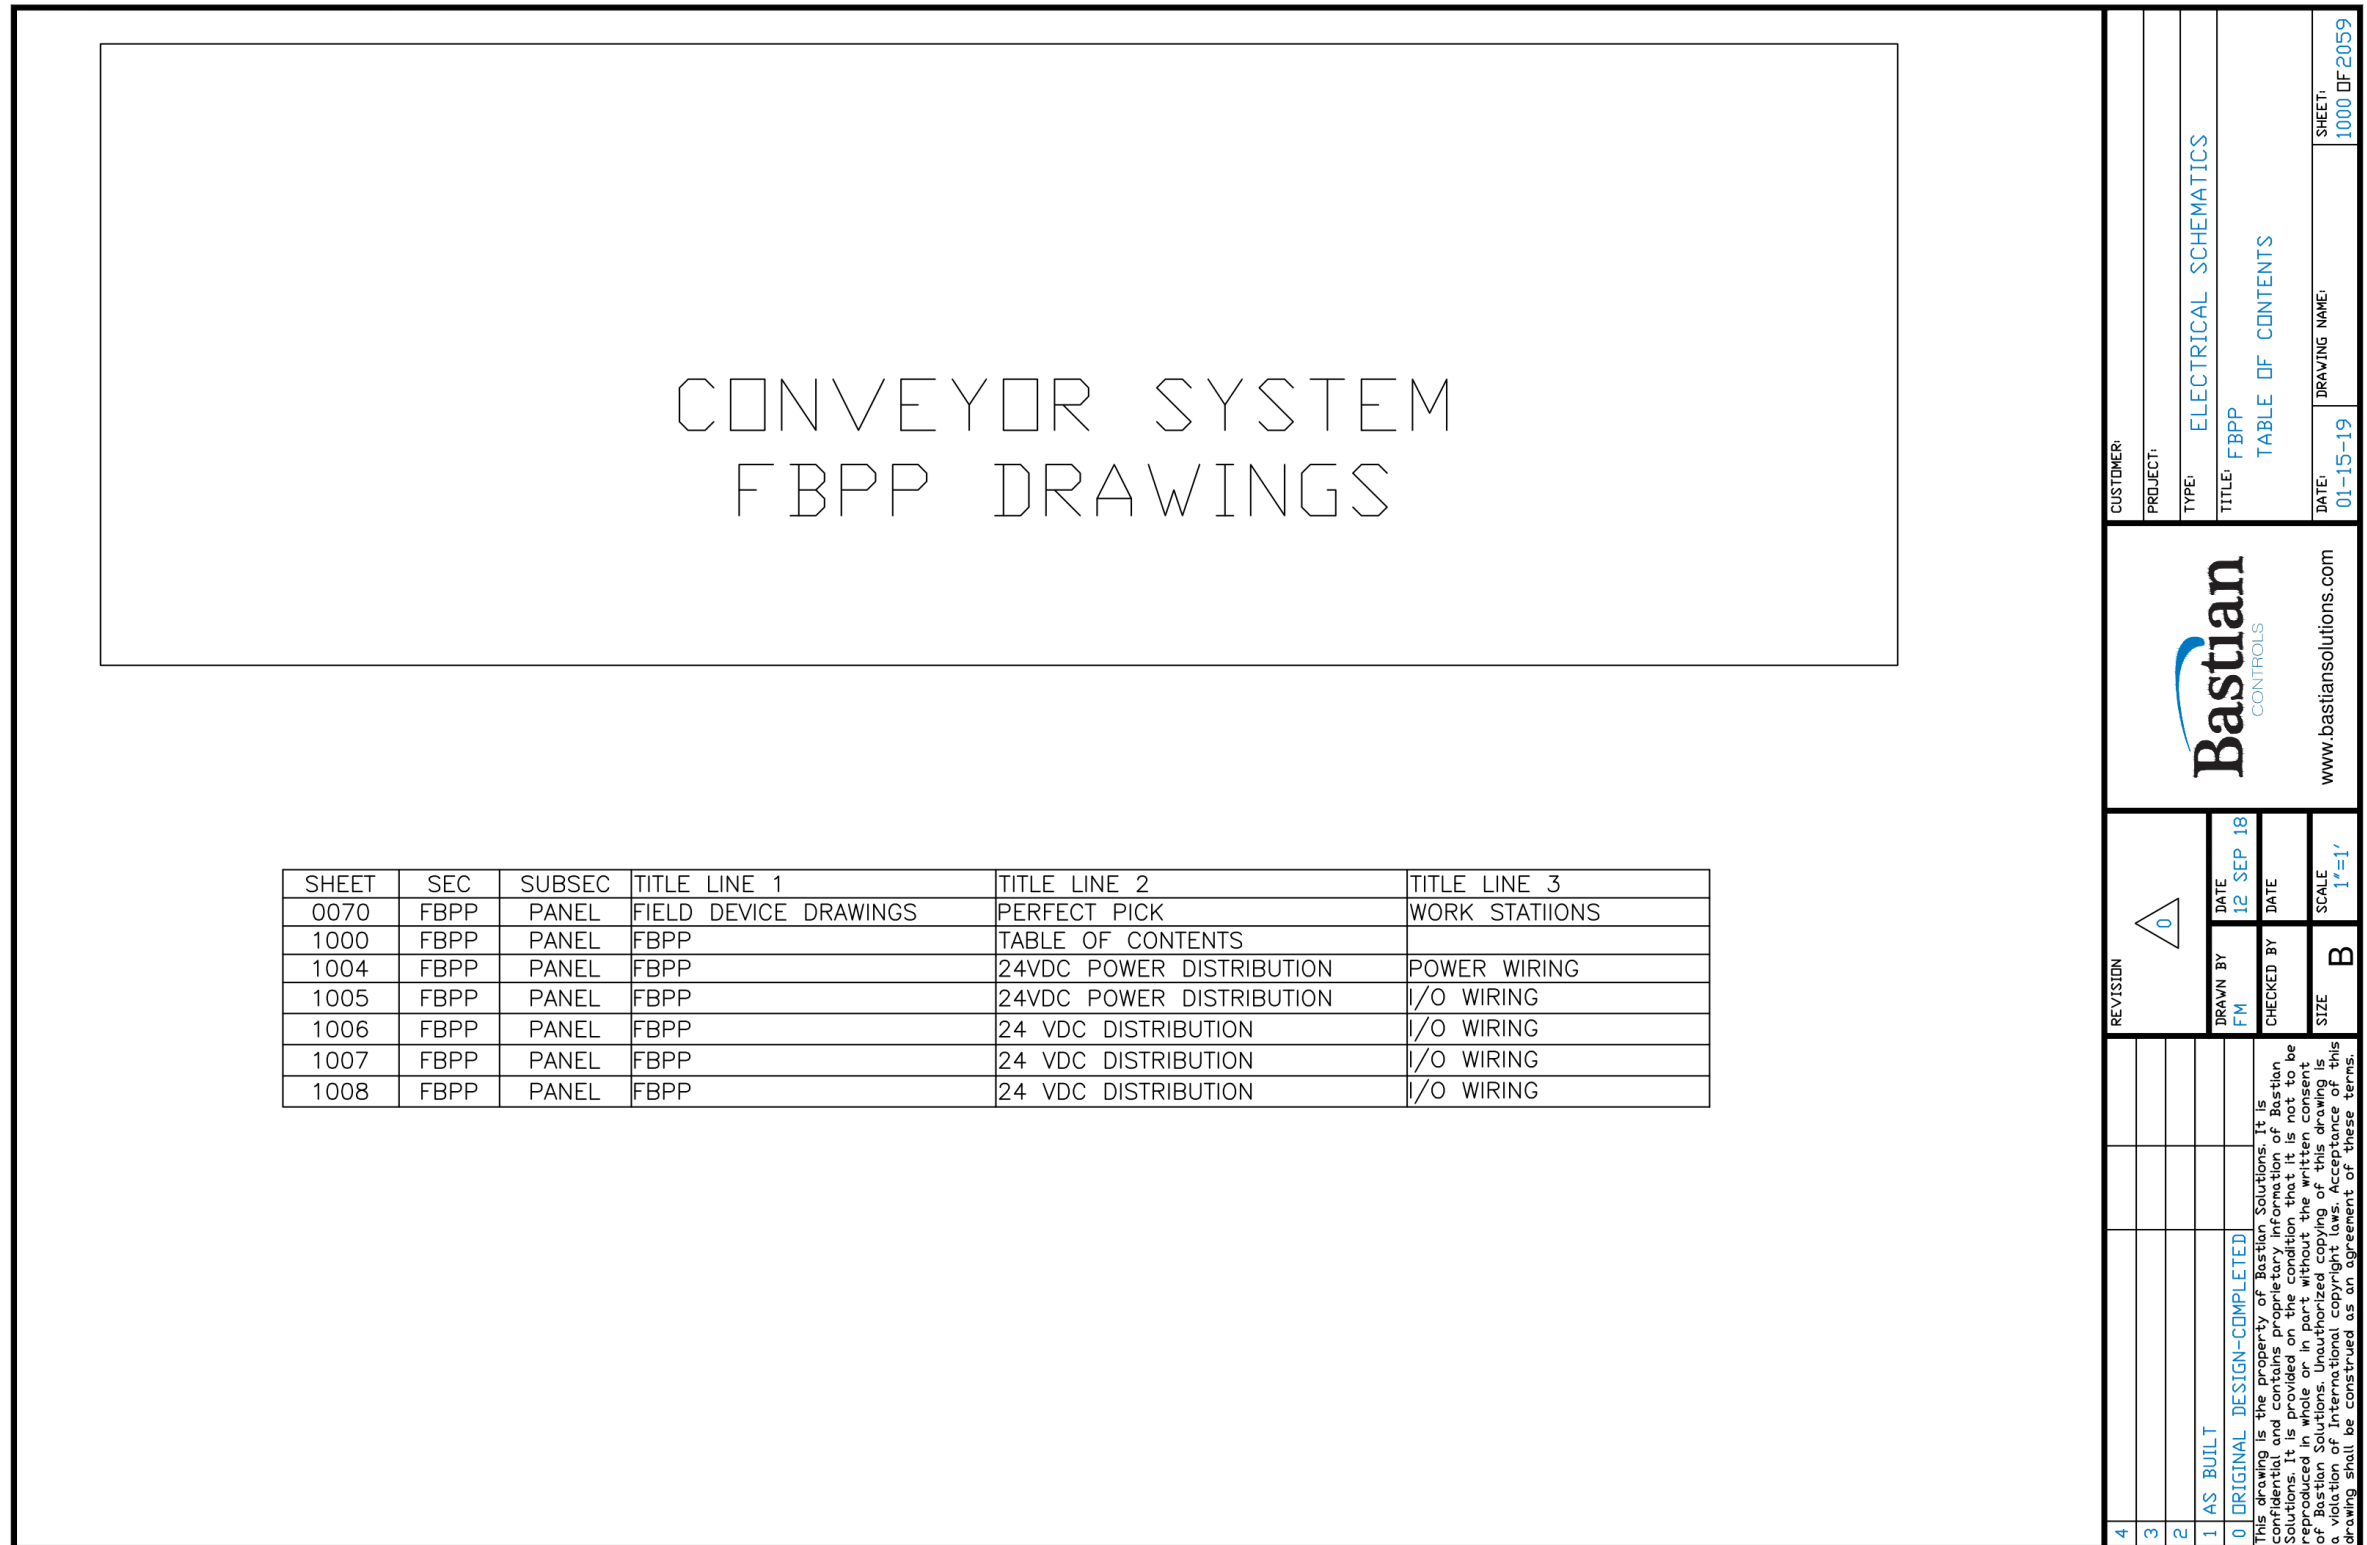 CONVEYOR SYSTEM
FBPP DRAWINGS
SHEET SEC SUBSEC TITLE LINE 1 TITLE LINE 2 TITLE LINE 3
0070 FBPP PANEL FIELD DEVICE DRAWINGS PERFECT PICK WORK STATIIONS
1000 FBPP PANEL FBPP TABLE OF CONTENTS
1004 FBPP PANEL FBPP 24VDC POWER DISTRIBUTION POWER WIRING
1005 FBPP PANEL FBPP 24VDC POWER DISTRIBUTION I/O WIRING
1006 FBPP PANEL FBPP 24 VDC DISTRIBUTION I/O WIRING
1007 FBPP PANEL FBPP 24 VDC DISTRIBUTION I/O WIRING
1008 FBPP PANEL FBPP 24 VDC DISTRIBUTION I/O WIRING
4
3
2
1 AS BUILT
0 ORIGINAL DESIGN-COMPLETED
This drawing is the property of Bastian Solutions. It is
confidential and contains proprietary information of Bastian
Solutions. It is provided on the condition that it is not to be
reproduced in whole or in part without the written consent
of Bastian Solutions. Unauthorized copying of this drawing is
a violation of International copyright laws. Acceptance of this
drawing shall be construed as an agreement of these terms.
REVISION
0
DRAWN BY
FM
DATE
12 SEP 18
CHECKED BY
DATE
SIZE
B
SCALE
1"=1'
Bastian
CONTROLS
www.bastiansolutions.com
CUSTOMER:
PROJECT:
TYPE:
ELECTRICAL SCHEMATICS
TITLE:
FBPP
TABLE OF CONTENTS
DATE:
01-15-19
DRAWING NAME:
SHEET:
1000 OF 2059